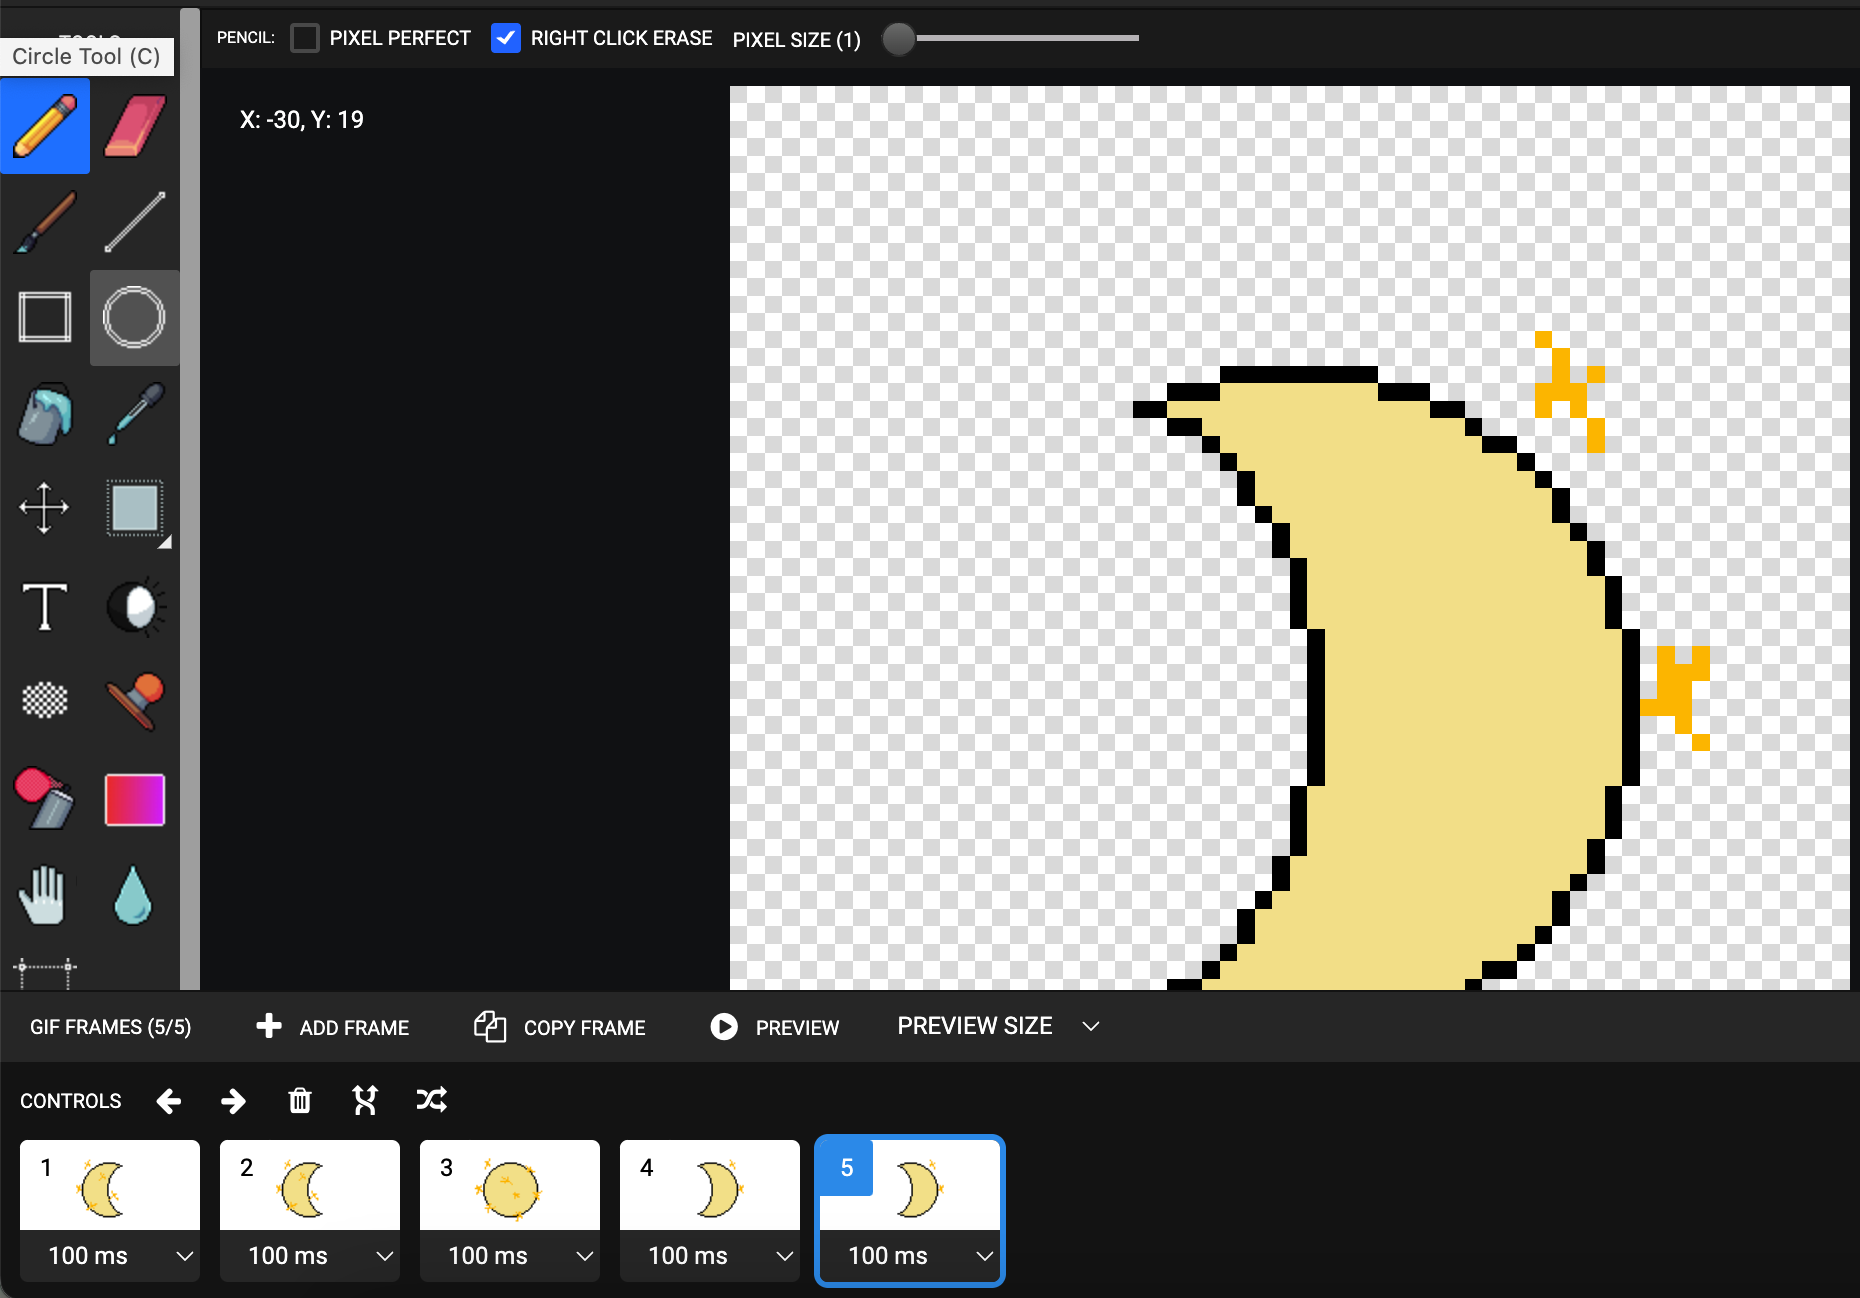 PENCIL: PIXEL PERFECT RIGHT CLICK ERASE PIXEL SIZE (1)
Circle Tool (C)
X: -30, Y: 19
GIF FRAMES (5/5) ADD FRAME COPY FRAME PREVIEW PREVIEW SIZE
CONTROLS
1 2 3 4 5
100 ms 100 ms 100 ms 100 ms 100 ms